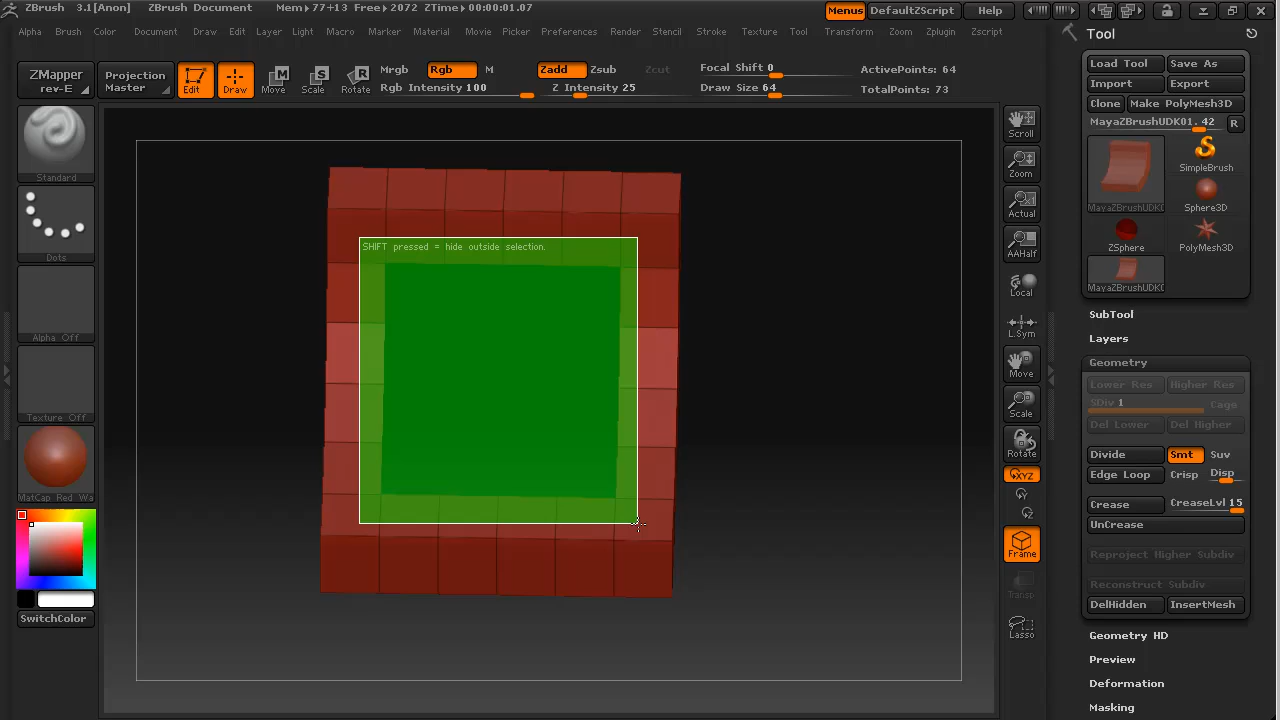 ZBrush 3.1[Anon] ZBrush Document Mem▶77+13 Free▶2072 ZTime▶00:00:01.07 Menus DefaultZScript Help
Alpha Brush Color Document Draw Edit Layer Light Macro Marker Material Movie Picker Preferences Render Stencil Stroke Texture Tool Transform Zoom Zplugin Zscript
ZMapper rev-E
Projection Master
Edit
Draw
Move
Scale
Rotate
Mrgb Rgb M
Rgb Intensity 100
Zadd Zsub Zcut
Z Intensity 25
Focal Shift 0
Draw Size 64
ActivePoints: 64
TotalPoints: 73
Standard
Dots
Alpha Off
Texture Off
MatCap Red Wa
SwitchColor
SHIFT pressed = hide outside selection.
Scroll
Zoom
Actual
AAHalf
Local
L.Sym
Move
Scale
Rotate
XYZ
Y
Z
Frame
Transp
Lasso
Tool
Load Tool Save As
Import Export
Clone Make PolyMesh3D
MayaZBrushUDK01. 42 R
MayaZBrushUDK0
SimpleBrush
Sphere3D
ZSphere
PolyMesh3D
MayaZBrushUDK0
SubTool
Layers
Geometry
Lower Res Higher Res
SDiv 1 Cage
Del Lower Del Higher
Divide Smt Suv
Edge Loop Crisp Disp
Crease CreaseLvl 15
UnCrease
Reproject Higher Subdiv
Reconstruct Subdiv
DelHidden InsertMesh
Geometry HD
Preview
Deformation
Masking